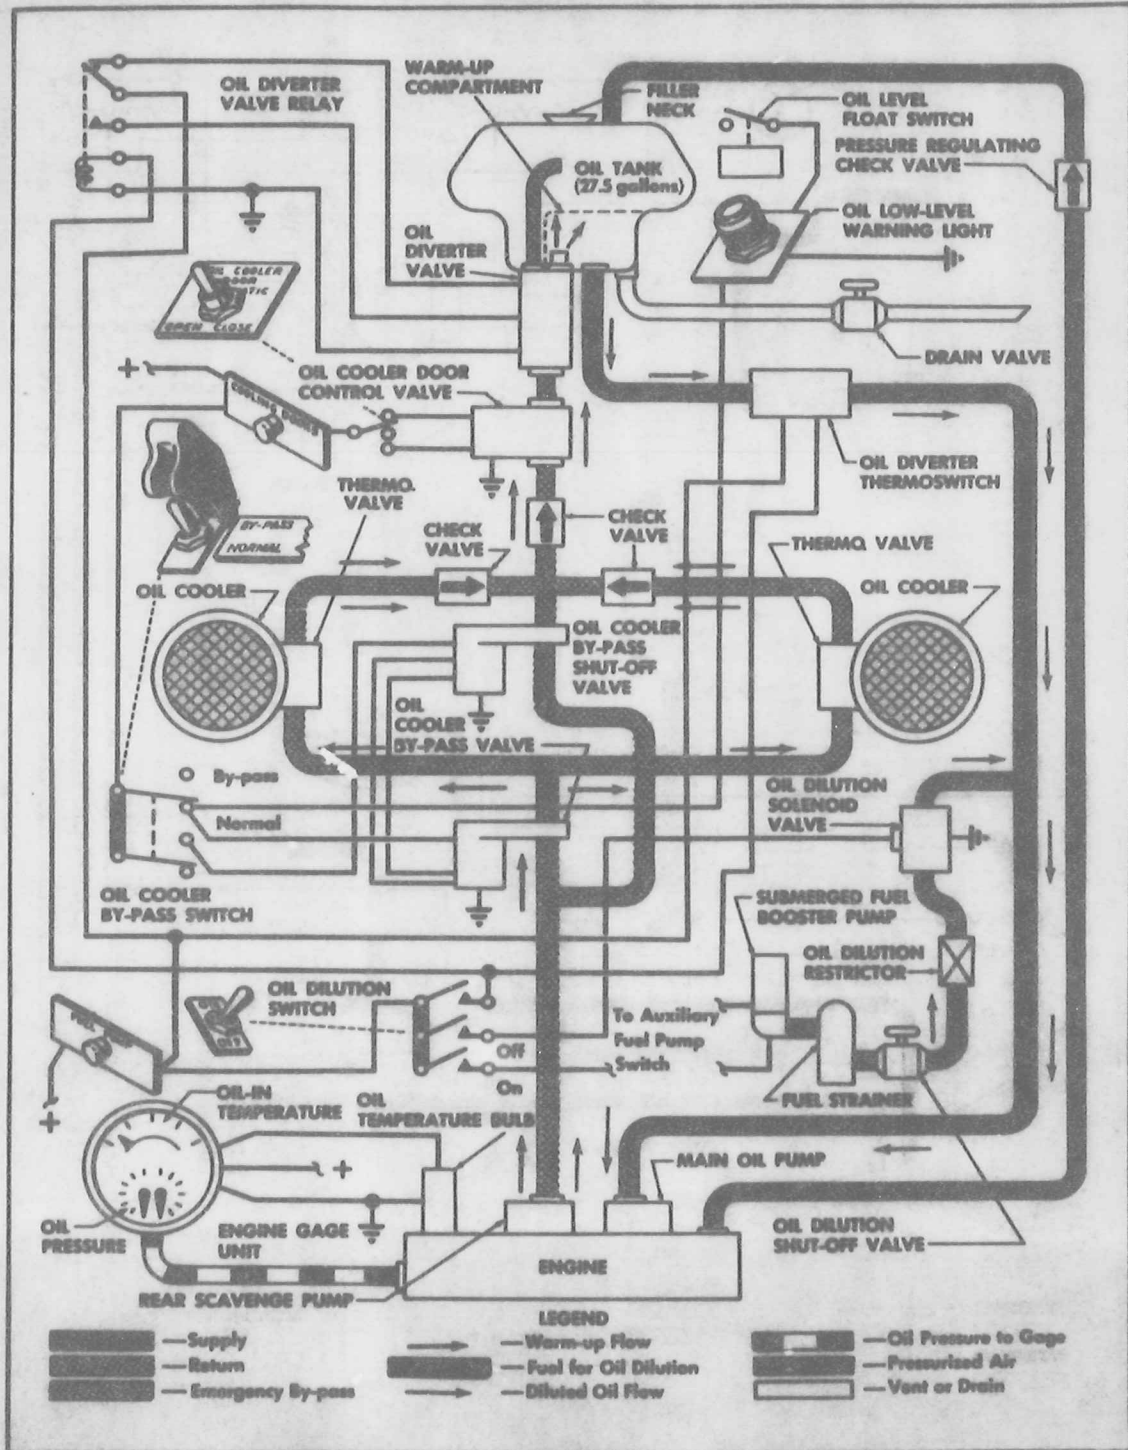 OIL DIVERTER
VALVE RELAY
WARM-UP
COMPARTMENT
FILLER
NECK
OIL LEVEL
FLOAT SWITCH
PRESSURE REGULATING
CHECK VALVE
OIL TANK
(27.5 gallons)
OIL LOW-LEVEL
WARNING LIGHT
OIL
DIVERTER
VALVE
OIL COOLER
DOOR
OPEN CLOSE
DRAIN VALVE
+
OIL COOLER DOOR
CONTROL VALVE
COOLING DOORS
OIL DIVERTER
THERMOSWITCH
THERMO.
VALVE
CHECK
VALVE
CHECK
VALVE
THERMO. VALVE
BY-PASS
NORMAL
OIL COOLER
OIL COOLER
OIL COOLER
BY-PASS
SHUT-OFF
VALVE
OIL
COOLER
BY-PASS VALVE
By-pass
Normal
OIL DILUTION
SOLENOID
VALVE
OIL COOLER
BY-PASS SWITCH
SUBMERGED FUEL
BOOSTER PUMP
OIL DILUTION
RESTRICTOR
OIL DILUTION
SWITCH
To Auxiliary
Fuel Pump
Switch
Off
On
+
OIL-IN
TEMPERATURE
OIL
TEMPERATURE BULB
FUEL STRAINER
+
MAIN OIL PUMP
OIL
PRESSURE
ENGINE GAGE
UNIT
OIL DILUTION
SHUT-OFF VALVE
ENGINE
REAR SCAVENGE PUMP
LEGEND
Supply
Return
Emergency By-pass
Warm-up Flow
Fuel for Oil Dilution
Diluted Oil Flow
Oil Pressure to Gage
Pressurized Air
Vent or Drain